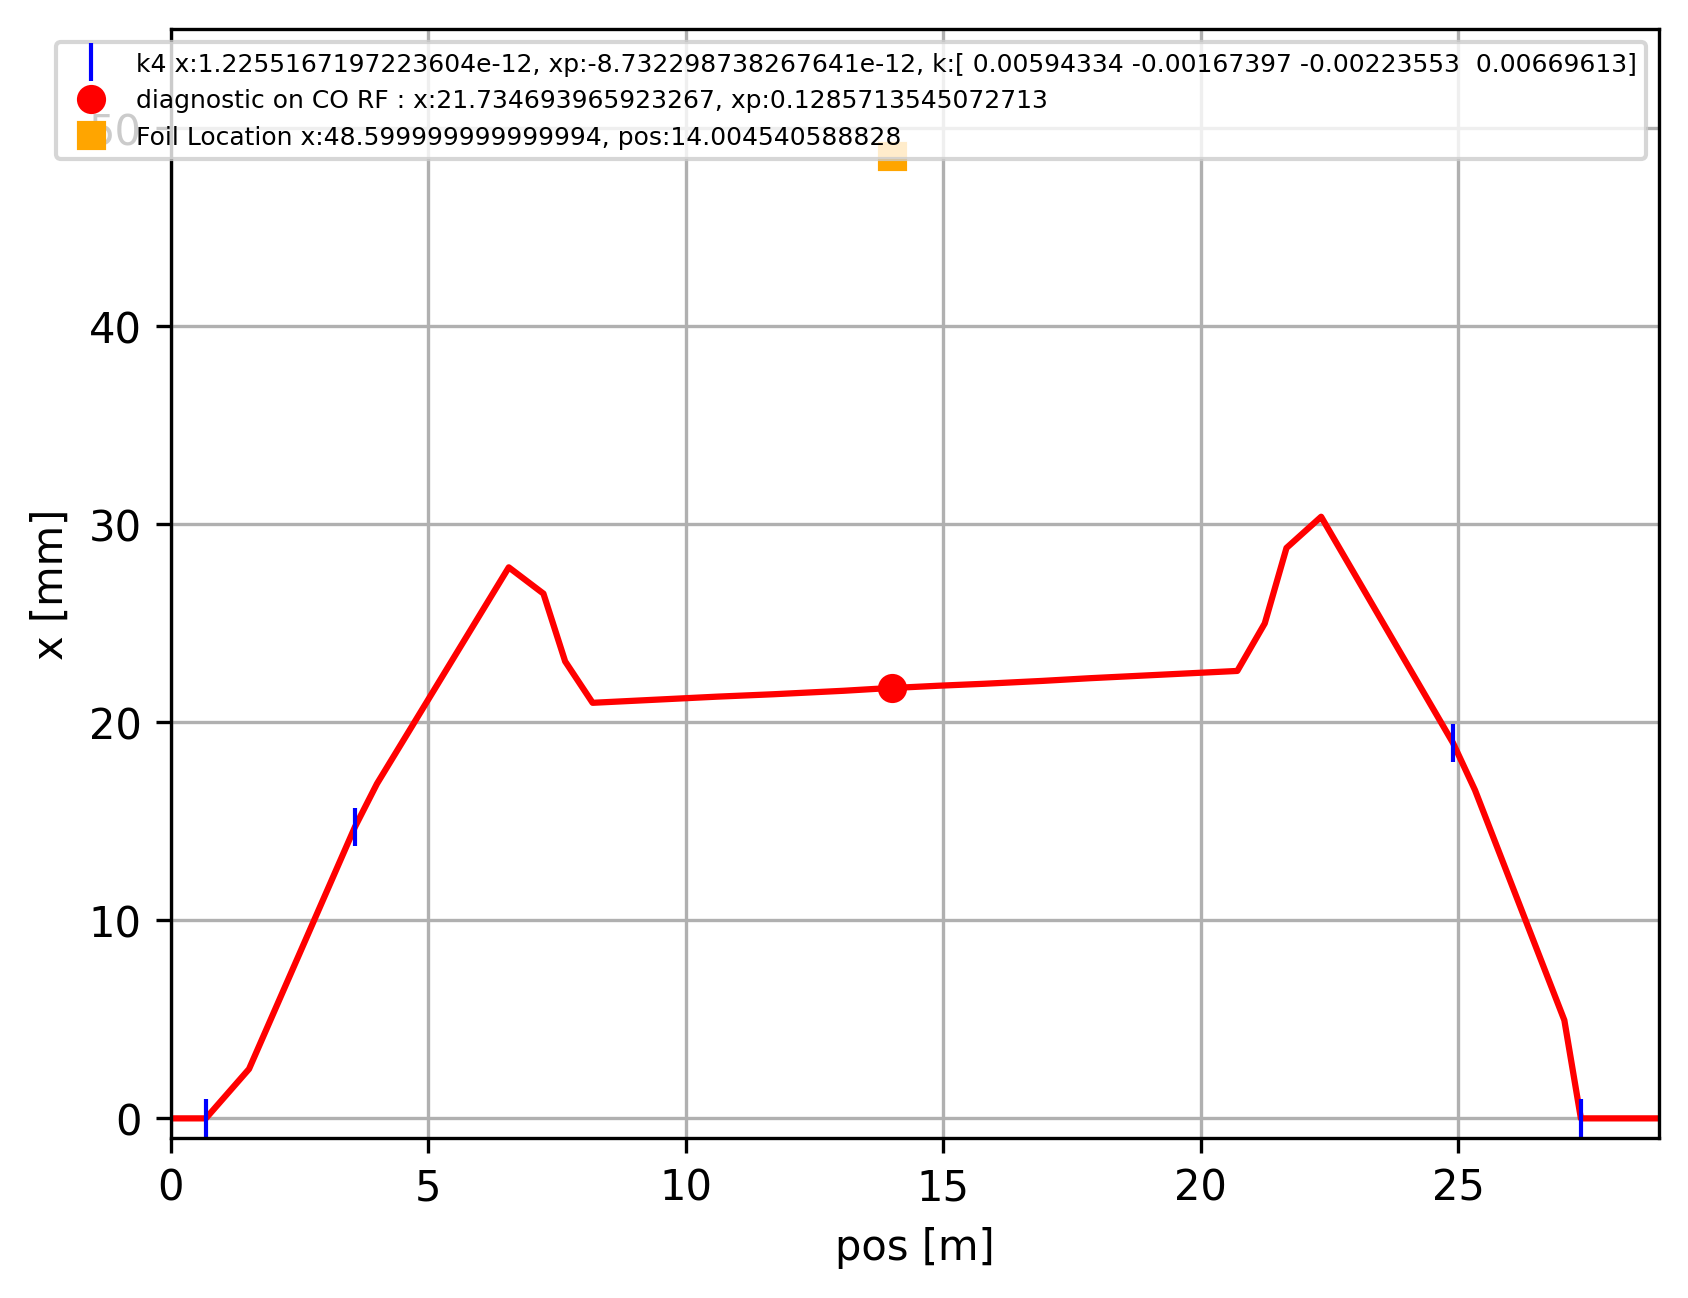 k4 x:1.2255167197223604e-12, xp:-8.732298738267641e-12, k:[ 0.00594334 -0.00167397 -0.00223553  0.00669613]
diagnostic on CO RF : x:21.734693965923267, xp:0.1285713545072713
Foil Location x:48.599999999999994, pos:14.004540588828
50
40
30
20
10
0
x [mm]
0 5 10 15 20 25
pos [m]